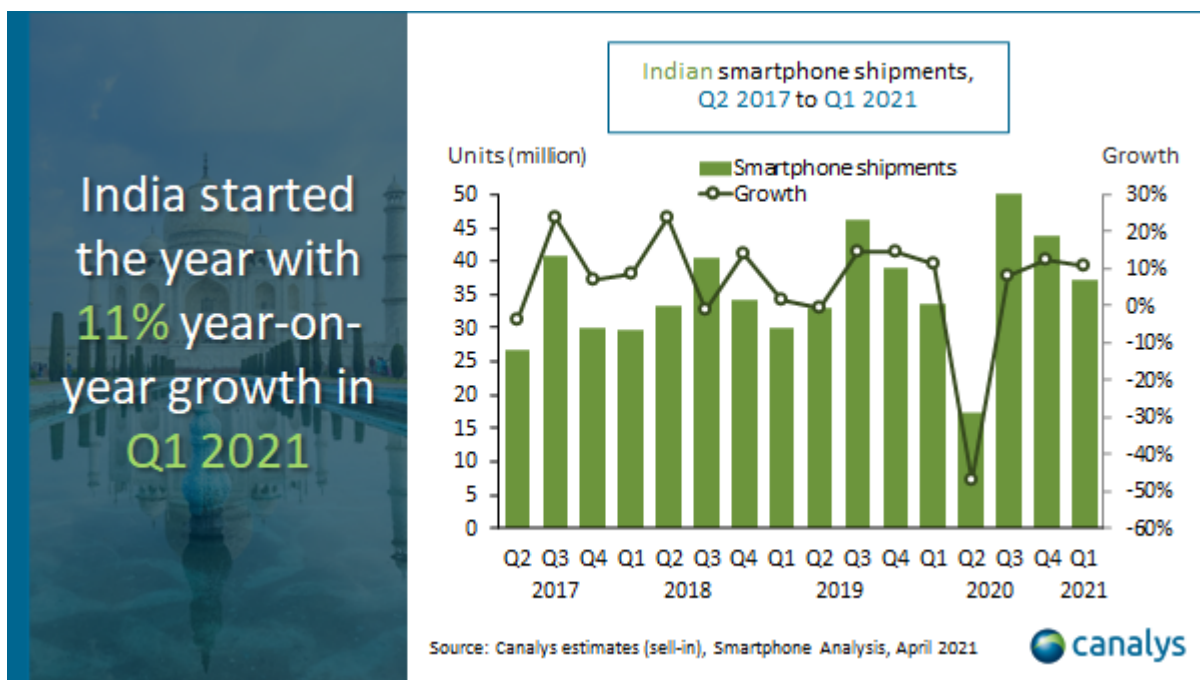 India started
the year with
11% year-on-
year growth in
Q1 2021
Indian smartphone shipments,
Q2 2017 to Q1 2021
Units (million)
Growth
Smartphone shipments
Growth
50
45
40
35
30
25
20
15
10
5
0
30%
20%
10%
0%
-10%
-20%
-30%
-40%
-50%
-60%
Q2 Q3 Q4 Q1 Q2 Q3 Q4 Q1 Q2 Q3 Q4 Q1 Q2 Q3 Q4 Q1
2017 2018 2019 2020 2021
Source: Canalys estimates (sell-in), Smartphone Analysis, April 2021
canalys